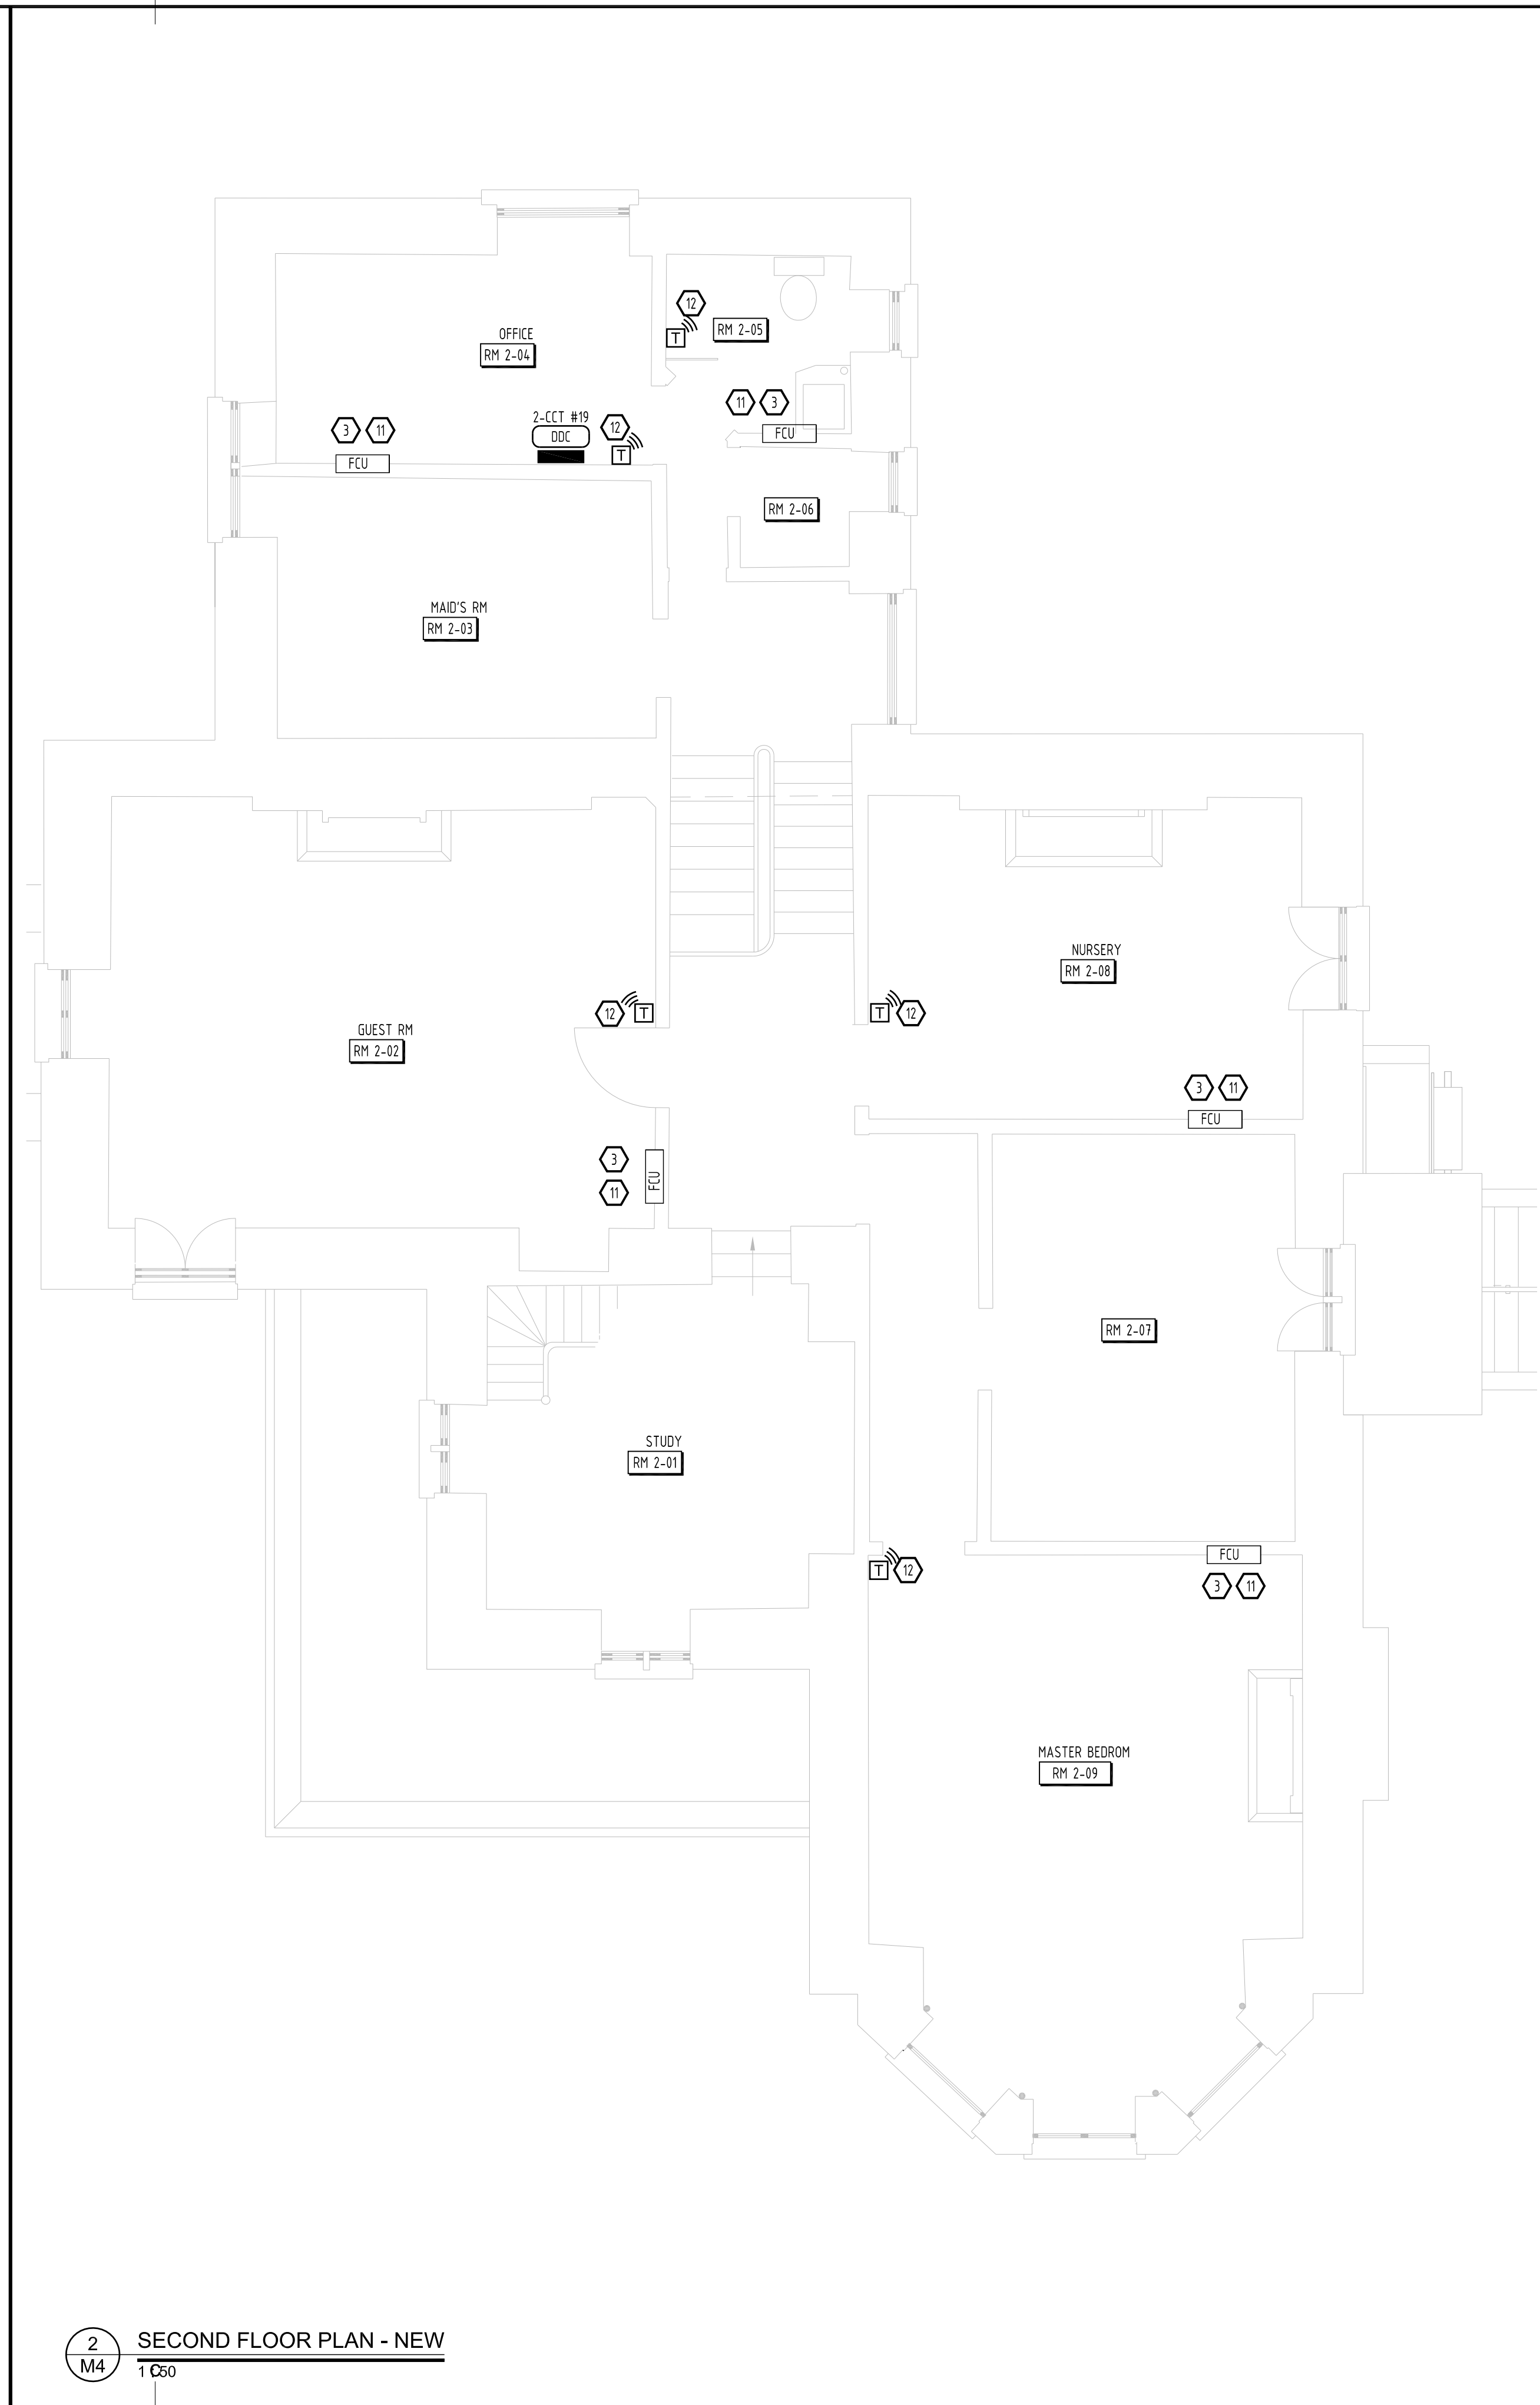 12
T
RM 2-05
OFFICE
RM 2-04
11 3
FCU
2-CCT #19
DDC
12
T
3 11
FCU
RM 2-06
MAID'S RM
RM 2-03
NURSERY
RM 2-08
12 T
T 12
GUEST RM
RM 2-02
3 11
FCU
3
11
FCU
RM 2-07
STUDY
RM 2-01
FCU
T 12
3 11
MASTER BEDROM
RM 2-09
2
M4
SECOND FLOOR PLAN - NEW